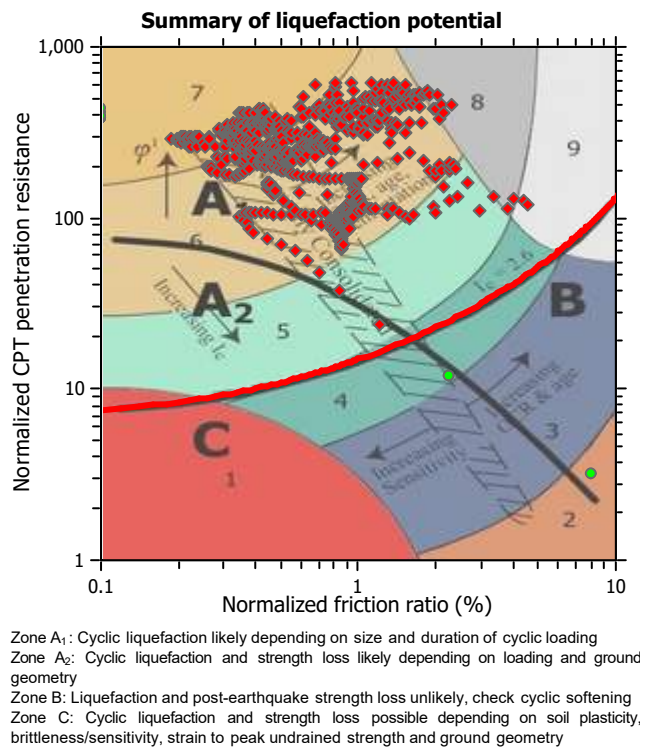 Summary of liquefaction potential
1,000
7
8
9
φ'
100
A
6
Consolid
A2
Increasing Ic
5
Ic = 2.6
B
10
4
C
Increasing
Sensitivity
OCR & age
3
1
2
1
0.1
1
10
Normalized CPT penetration resistance
Normalized friction ratio (%)
Zone A1: Cyclic liquefaction likely depending on size and duration of cyclic loading
Zone A2: Cyclic liquefaction and strength loss likely depending on loading and ground
geometry
Zone B: Liquefaction and post-earthquake strength loss unlikely, check cyclic softening
Zone C: Cyclic liquefaction and strength loss possible depending on soil plasticity,
brittleness/sensitivity, strain to peak undrained strength and ground geometry